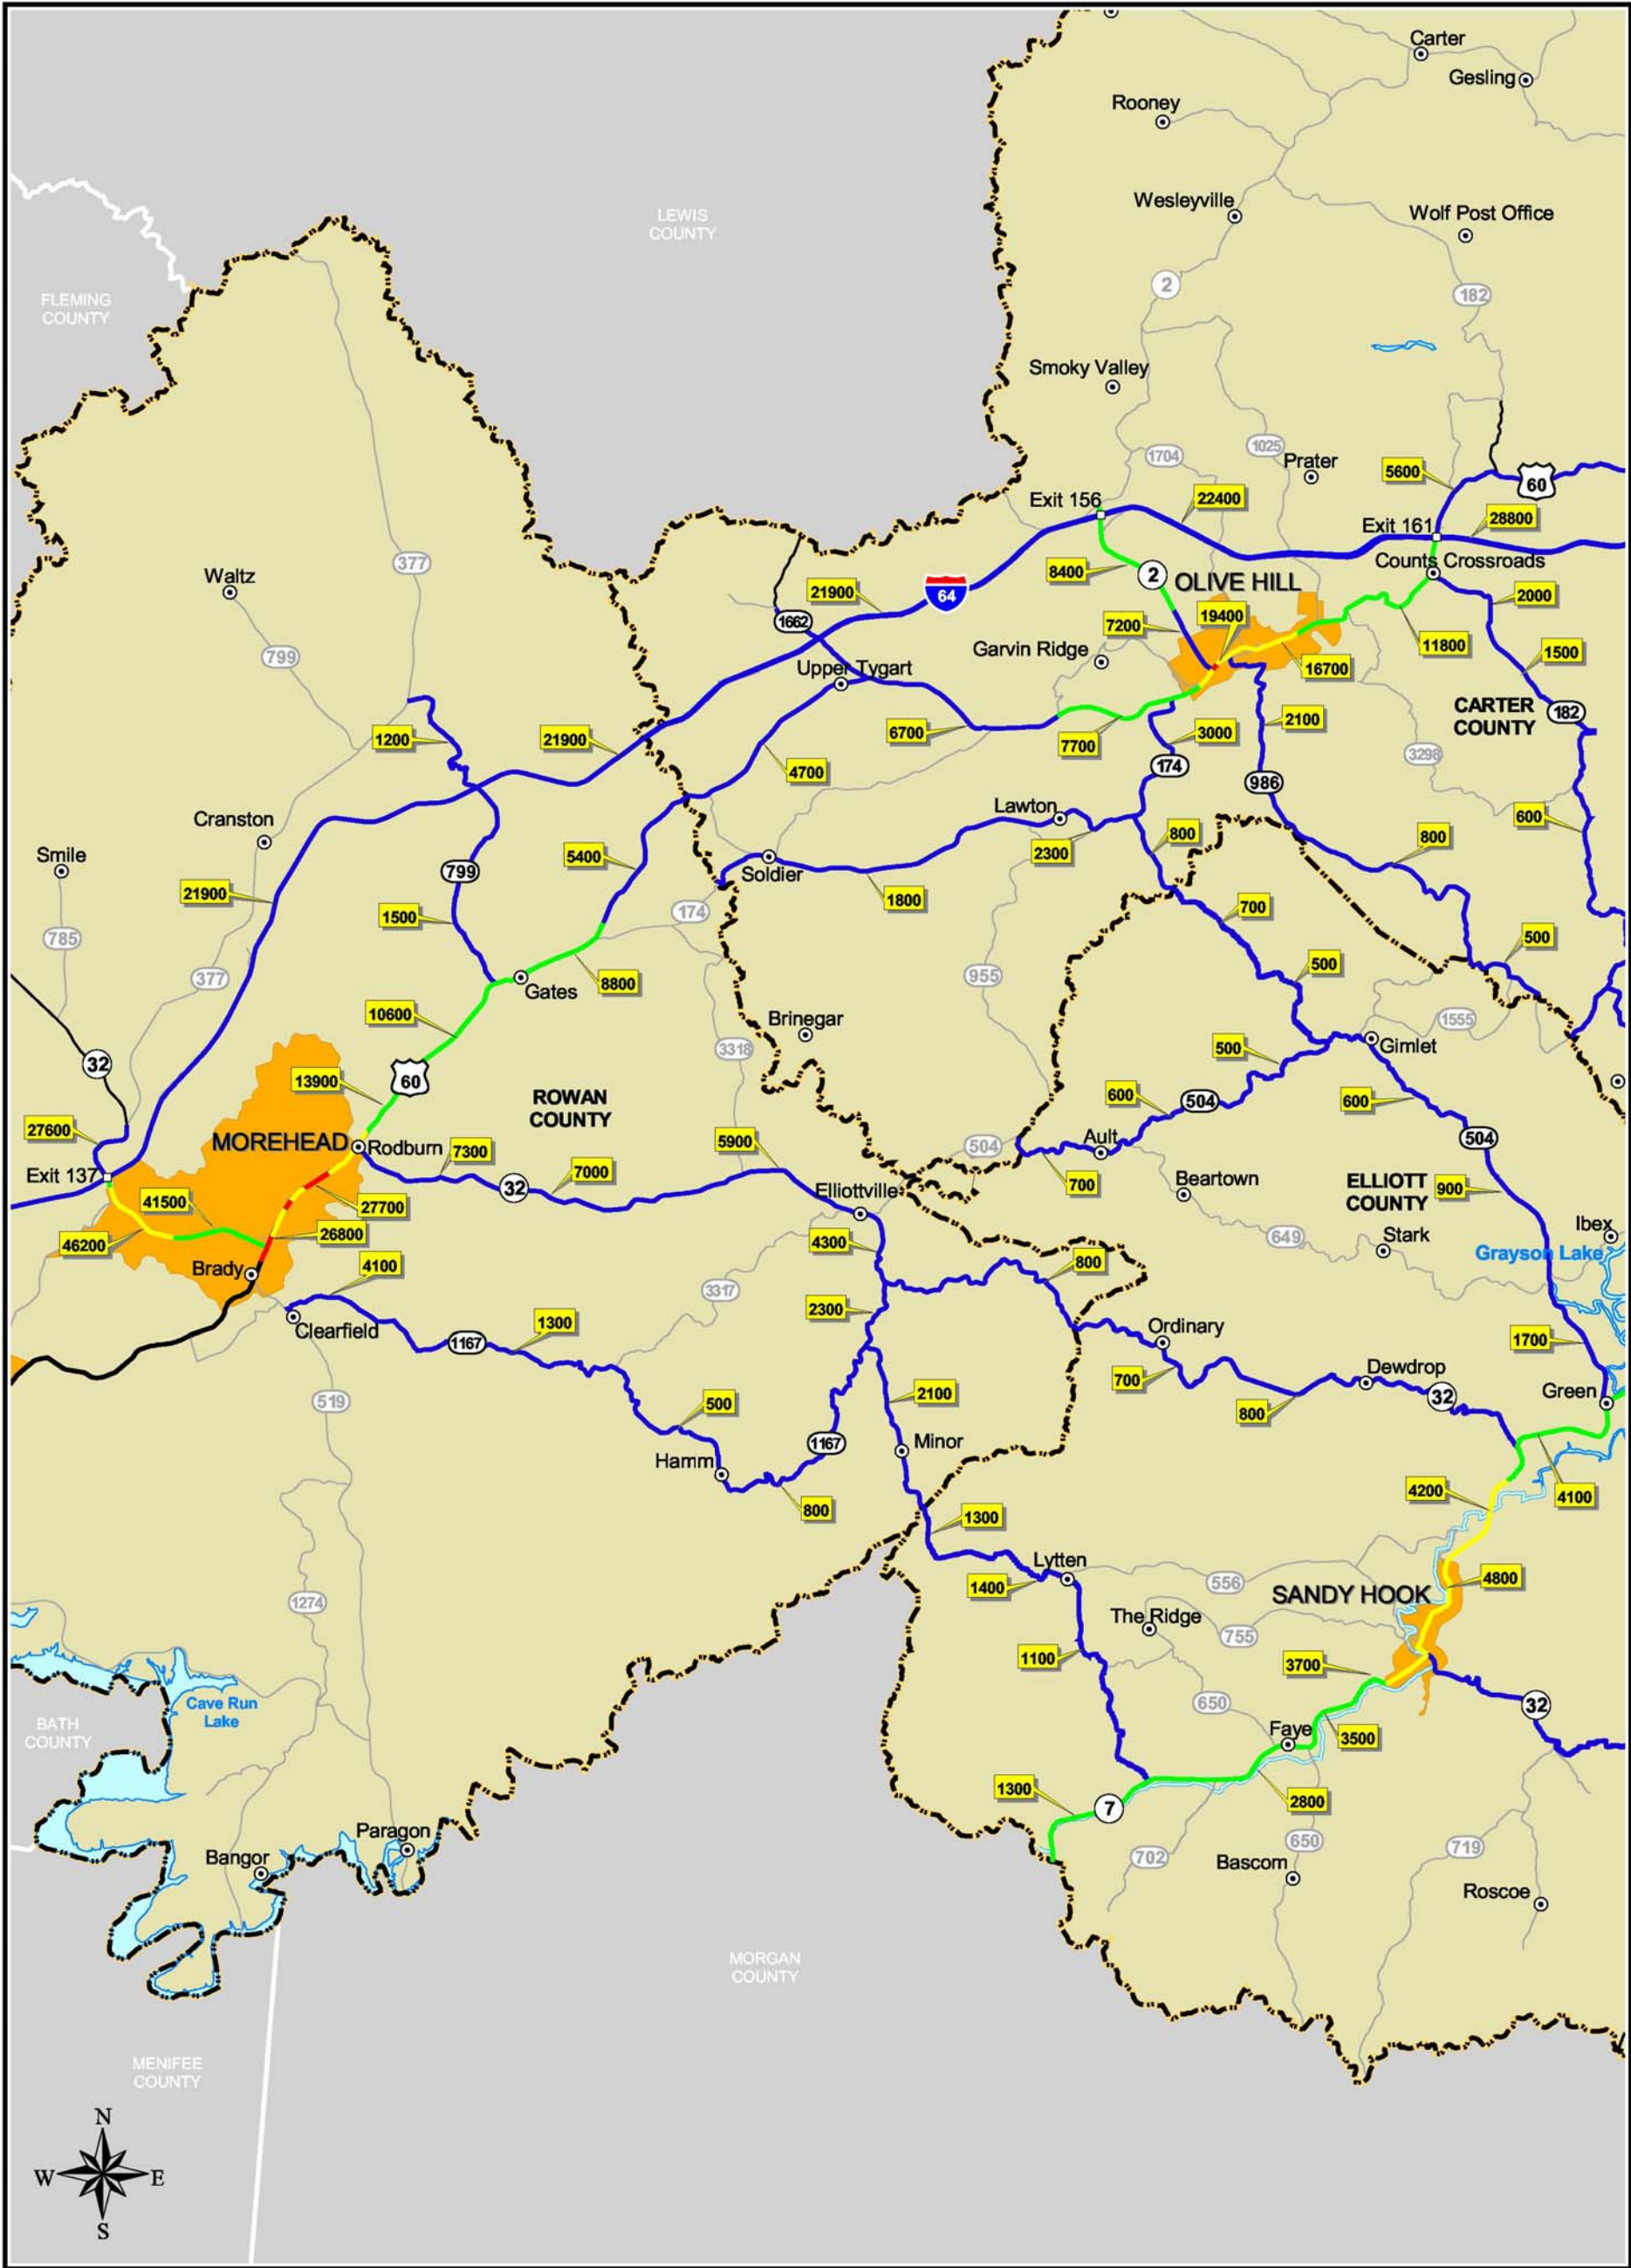 Carter
Gesling
Rooney
LEWIS
COUNTY
Wesleyville
Wolf Post Office
FLEMING
COUNTY
2
182
Smoky Valley
1704
1025
Prater
5600
60
Exit 156
22400
28800
Exit 161
377
Counts Crossroads
Waltz
8400
2
OLIVE HILL
21900
64
2000
1662
7200
19400
799
Garvin Ridge
11800
1500
Upper Tygart
16700
CARTER
COUNTY
182
1200
21900
6700
7700
3000
2100
3298
4700
174
986
Cranston
Lawton
600
Smile
5400
2300
800
800
799
Soldier
21900
1800
1500
174
700
785
500
377
955
500
Gates
8800
10600
Brinegar
1555
3318
Gimlet
32
500
13900
60
ROWAN
COUNTY
600
504
600
27600
MOREHEAD
Rodburn
7300
5900
504
Ault
504
Exit 137
7000
32
700
Beartown
ELLIOTT
COUNTY
900
41500
27700
Elliottville
46200
26800
4300
649
Stark
Ibex
Grayson Lake
Brady
4100
800
3317
2300
Clearfield
1300
1167
Ordinary
1700
700
Dewdrop
519
500
2100
32
Green
800
1167
Minor
Hamm
4200
4100
800
1300
Lytten
1400
556
SANDY HOOK
4800
1274
The Ridge
755
1100
3700
Cave Run
Lake
650
32
BATH
COUNTY
Faye
3500
1300
7
2800
Paragon
650
Bangor
702
Bascom
719
Roscoe
MORGAN
COUNTY
MENIFEE
COUNTY
N
W
E
S